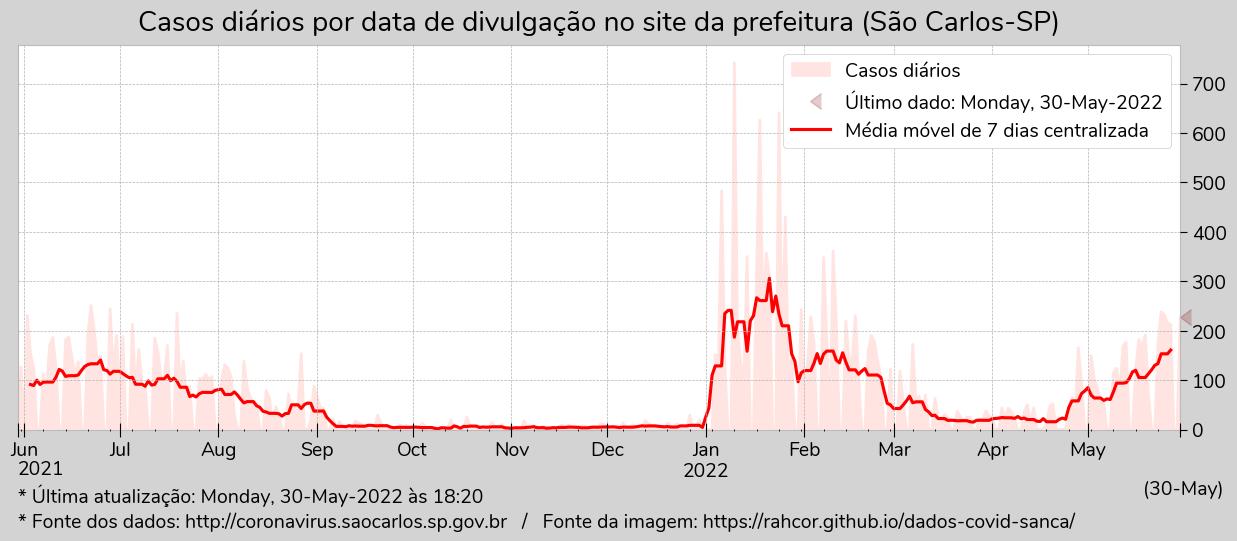 Casos diários por data de divulgação no site da prefeitura (São Carlos-SP)
Casos diários
Último dado: Monday, 30-May-2022
Média móvel de 7 dias centralizada
700
600
500
400
300
200
100
0
Jun Jul Aug Sep Oct Nov Dec Jan Feb Mar Apr May
2021 2022
(30-May)
* Última atualização: Monday, 30-May-2022 às 18:20
* Fonte dos dados: http://coronavirus.saocarlos.sp.gov.br / Fonte da imagem: https://rahcor.github.io/dados-covid-sanca/